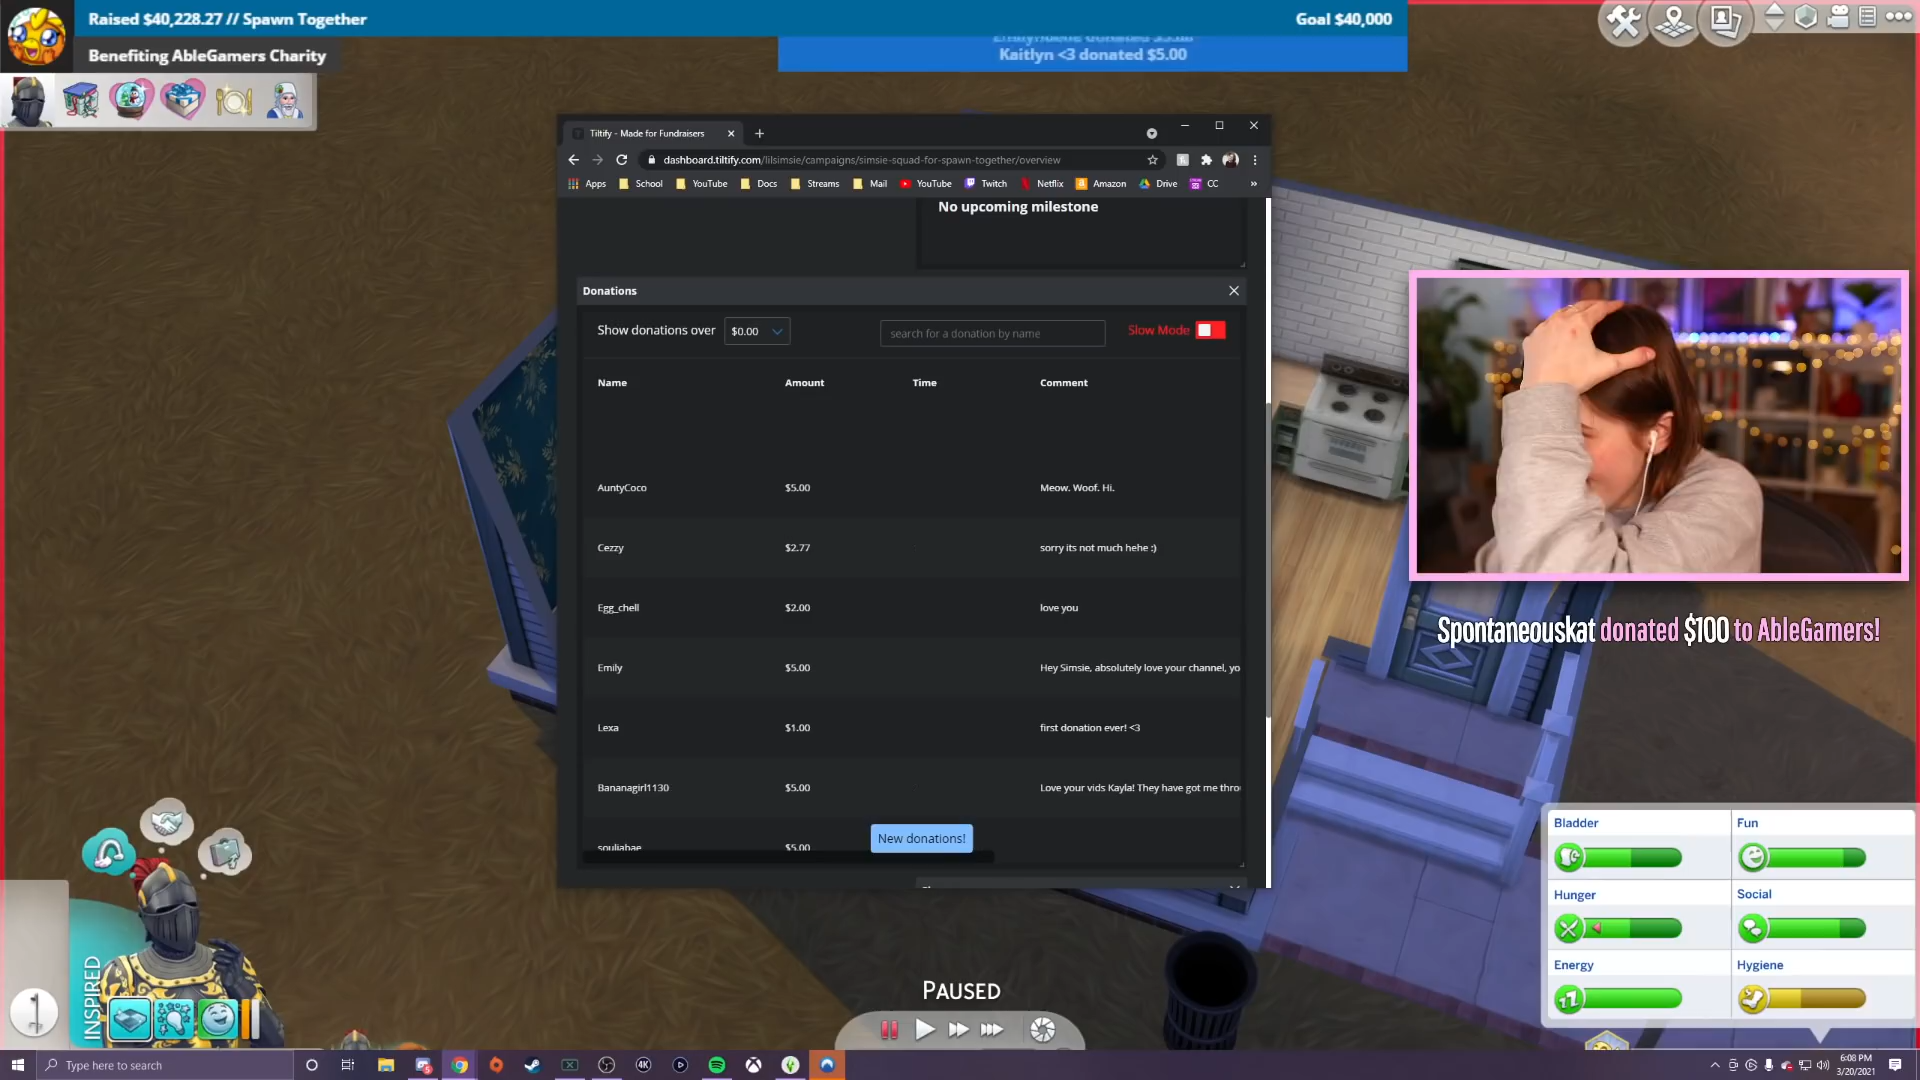 Raised $40,228.27 // Spawn Together
Goal $40,000
Benefiting AbleGamers Charity
Kaitlyn <3 donated $5.00
Tiltify - Made for Fundraisers
dashboard.tiltify.com/lilsimsie/campaigns/simsie-squad-for-spawn-together/overview
Apps School YouTube Docs Streams Mail YouTube Twitch Netflix Amazon Drive CC »
No upcoming milestone
Donations
Show donations over $0.00 search for a donation by name Slow Mode
Name Amount Time Comment
AuntyCoco $5.00 Meow. Woof. Hi.
Cezzy $2.77 sorry its not much hehe :)
Egg_chell $2.00 love you
Emily $5.00 Hey Simsie, absolutely love your channel, yo
Lexa $1.00 first donation ever! <3
Bananagirl1130 $5.00 Love your vids Kayla! They have got me thro
souljabae $5.00
New donations!
Spontaneouskat donated $100 to AbleGamers!
Bladder Fun
Hunger Social
Energy Hygiene
INSPIRED
PAUSED
Type here to search
4K
6:08 PM
3/20/2021